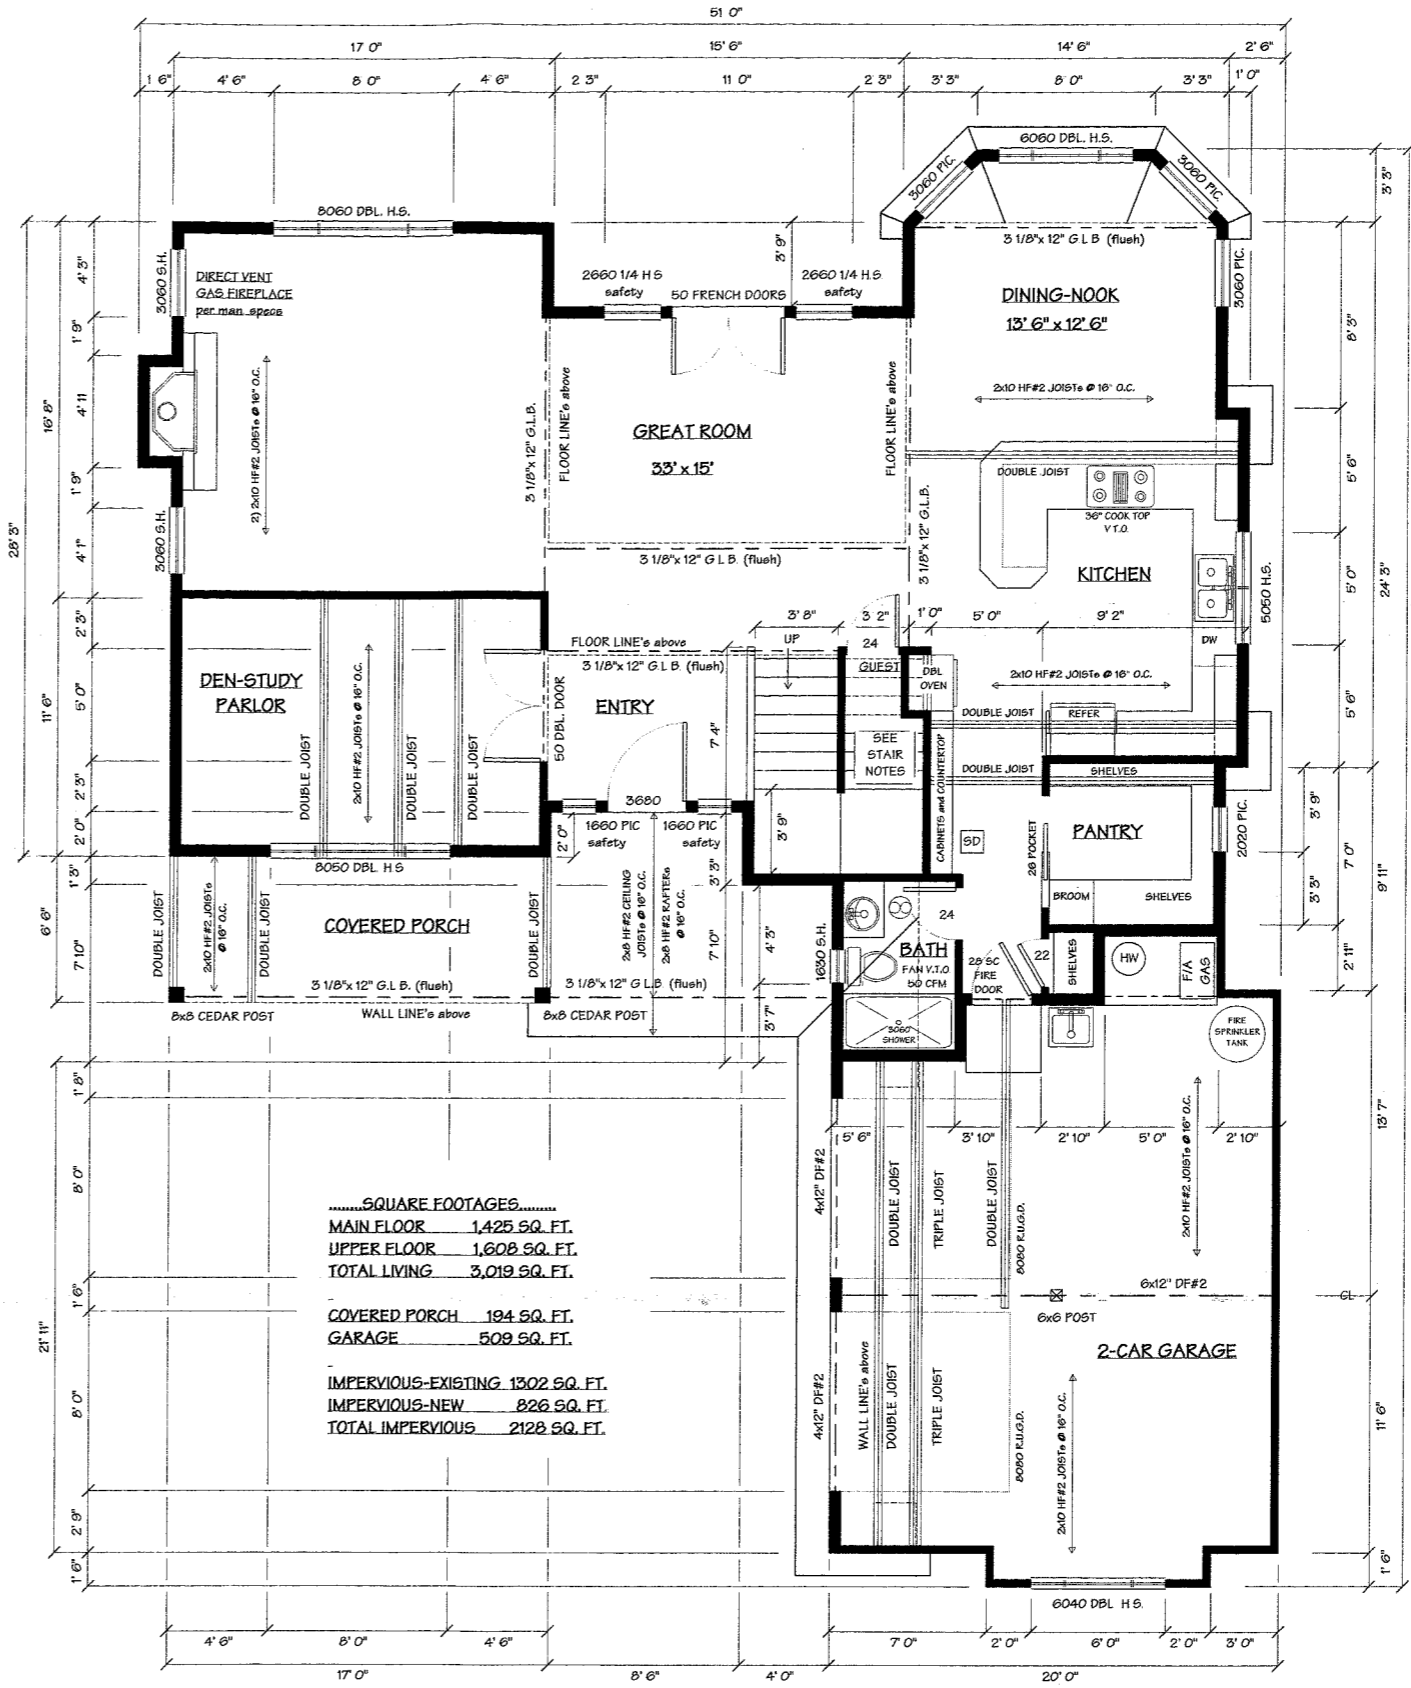 51 0"
17 0"
15' 6"
14' 6"
2' 6"
1 6"
4' 6"
8 0"
4' 6"
2 3"
11 0"
2 3"
3' 3"
8 0"
3' 3"
1' 0"
6060 DBL. H.S.
3060 PIC.
3060 PIC.
3' 3"
8060 DBL. H.S.
3 1/8"x 12" G.L.B (flush)
3060 S.H.
4' 3"
DIRECT VENT
GAS FIREPLACE
per man specs
2660 1/4 H S
safety
50 FRENCH DOORS
2660 1/4 H.S.
safety
3' 9"
DINING-NOOK
13' 6" x 12' 6"
3060 PIC.
8' 3"
1' 9"
4' 11
1' 9"
4' 1"
16' 8"
28' 3"
2) 2x10 HF#2 JOISTs @ 16" O.C.
3 1/8"x 12" G.L.B.
FLOOR LINE's above
GREAT ROOM
33' x 15'
FLOOR LINE's above
2x10 HF#2 JOISTs @ 16" O.C.
DOUBLE JOIST
36" COOK TOP
V T.O.
5' 6"
3060 S.H.
3 1/8"x 12" G L B. (flush)
3 1/8"x 12" G.L.B.
KITCHEN
5050 H.S.
5' 0"
24' 3"
3' 8"
3 2"
1' 0"
5' 0"
9' 2"
UP
24
GUEST
DW
2' 3"
5' 0"
2' 3"
2' 0"
11' 6"
DEN-STUDY
PARLOR
2x10 HF#2 JOISTs @ 16" O.C.
DOUBLE JOIST
DOUBLE JOIST
DOUBLE JOIST
FLOOR LINE's above
3 1/8"x 12" G L B. (flush)
50 DBL. DOOR
ENTRY
7' 4"
DBL
OVEN
2x10 HF#2 JOISTs @ 16" O.C.
DOUBLE JOIST
REFER
5' 6"
SEE
STAIR
NOTES
CABINETS and COUNTERTOP
DOUBLE JOIST
SHELVES
3680
1660 PIC
safety
1660 PIC
safety
2' 0"
3' 9"
SD
28 POCKET
PANTRY
BROOM
SHELVES
2020 PIC.
3' 9"
3' 3"
7' 0"
9' 11"
2' 11"
8050 DBL. H S
1' 3"
6' 6"
7' 10"
DOUBLE JOIST
2x10 HF#2 JOISTs
@ 16" O.C.
DOUBLE JOIST
COVERED PORCH
DOUBLE JOIST
2x8 HF#2 CEILING
JOISTs @ 16" O.C.
2x8 HF#2 RAFTERs
@ 16" O.C.
3' 3"
7' 10"
4' 3"
3' 7"
1630 S.H.
24
BATH
FAN V.T.O.
50 CFM
28 SC
FIRE
DOOR
22
SHELVES
HW
F/A
GAS
3 1/8"x 12" G.L B. (flush)
3 1/8"x 12" G.L.B. (flush)
8x8 CEDAR POST
WALL LINE's above
8x8 CEDAR POST
3060
SHOWER
FIRE
SPRINKLER
TANK
1' 8"
8' 0"
1' 6"
8' 0"
2' 9"
1' 6"
21' 11"
5' 6"
3' 10"
2' 10"
5' 0"
2' 10"
4x12" DF#2
DOUBLE JOIST
TRIPLE JOIST
DOUBLE JOIST
8080 R.U.G.D.
2x10 HF#2 JOISTs @ 16" O.C.
13' 7"
.........SQUARE FOOTAGES.........
MAIN FLOOR 1,425 SQ. FT.
UPPER FLOOR 1,608 SQ. FT.
TOTAL LIVING 3,019 SQ. FT.
COVERED PORCH 194 SQ. FT.
GARAGE 509 SQ. FT.
IMPERVIOUS-EXISTING 1302 SQ. FT.
IMPERVIOUS-NEW 826 SQ. FT.
TOTAL IMPERVIOUS 2128 SQ. FT.
6x12" DF#2
CL
6x6 POST
2-CAR GARAGE
4x12" DF#2
WALL LINE's above
DOUBLE JOIST
TRIPLE JOIST
8080 R.U.G.D.
2x10 HF#2 JOISTs @ 16" O.C.
11' 6"
1' 6"
6040 DBL H S.
4' 6"
8' 0"
4' 6"
7' 0"
2' 0"
6' 0"
2' 0"
3' 0"
17' 0"
8' 6"
4' 0"
20' 0"